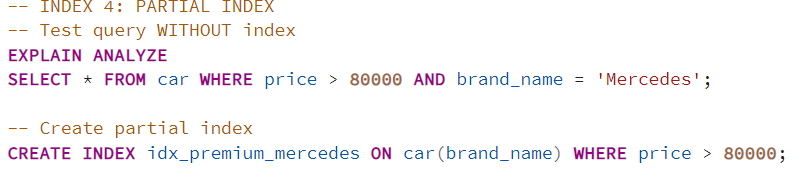 -- INDEX 4: PARTIAL INDEX
-- Test query WITHOUT index
EXPLAIN ANALYZE
SELECT * FROM car WHERE price > 80000 AND brand_name = 'Mercedes';
-- Create partial index
CREATE INDEX idx_premium_mercedes ON car(brand_name) WHERE price > 80000;